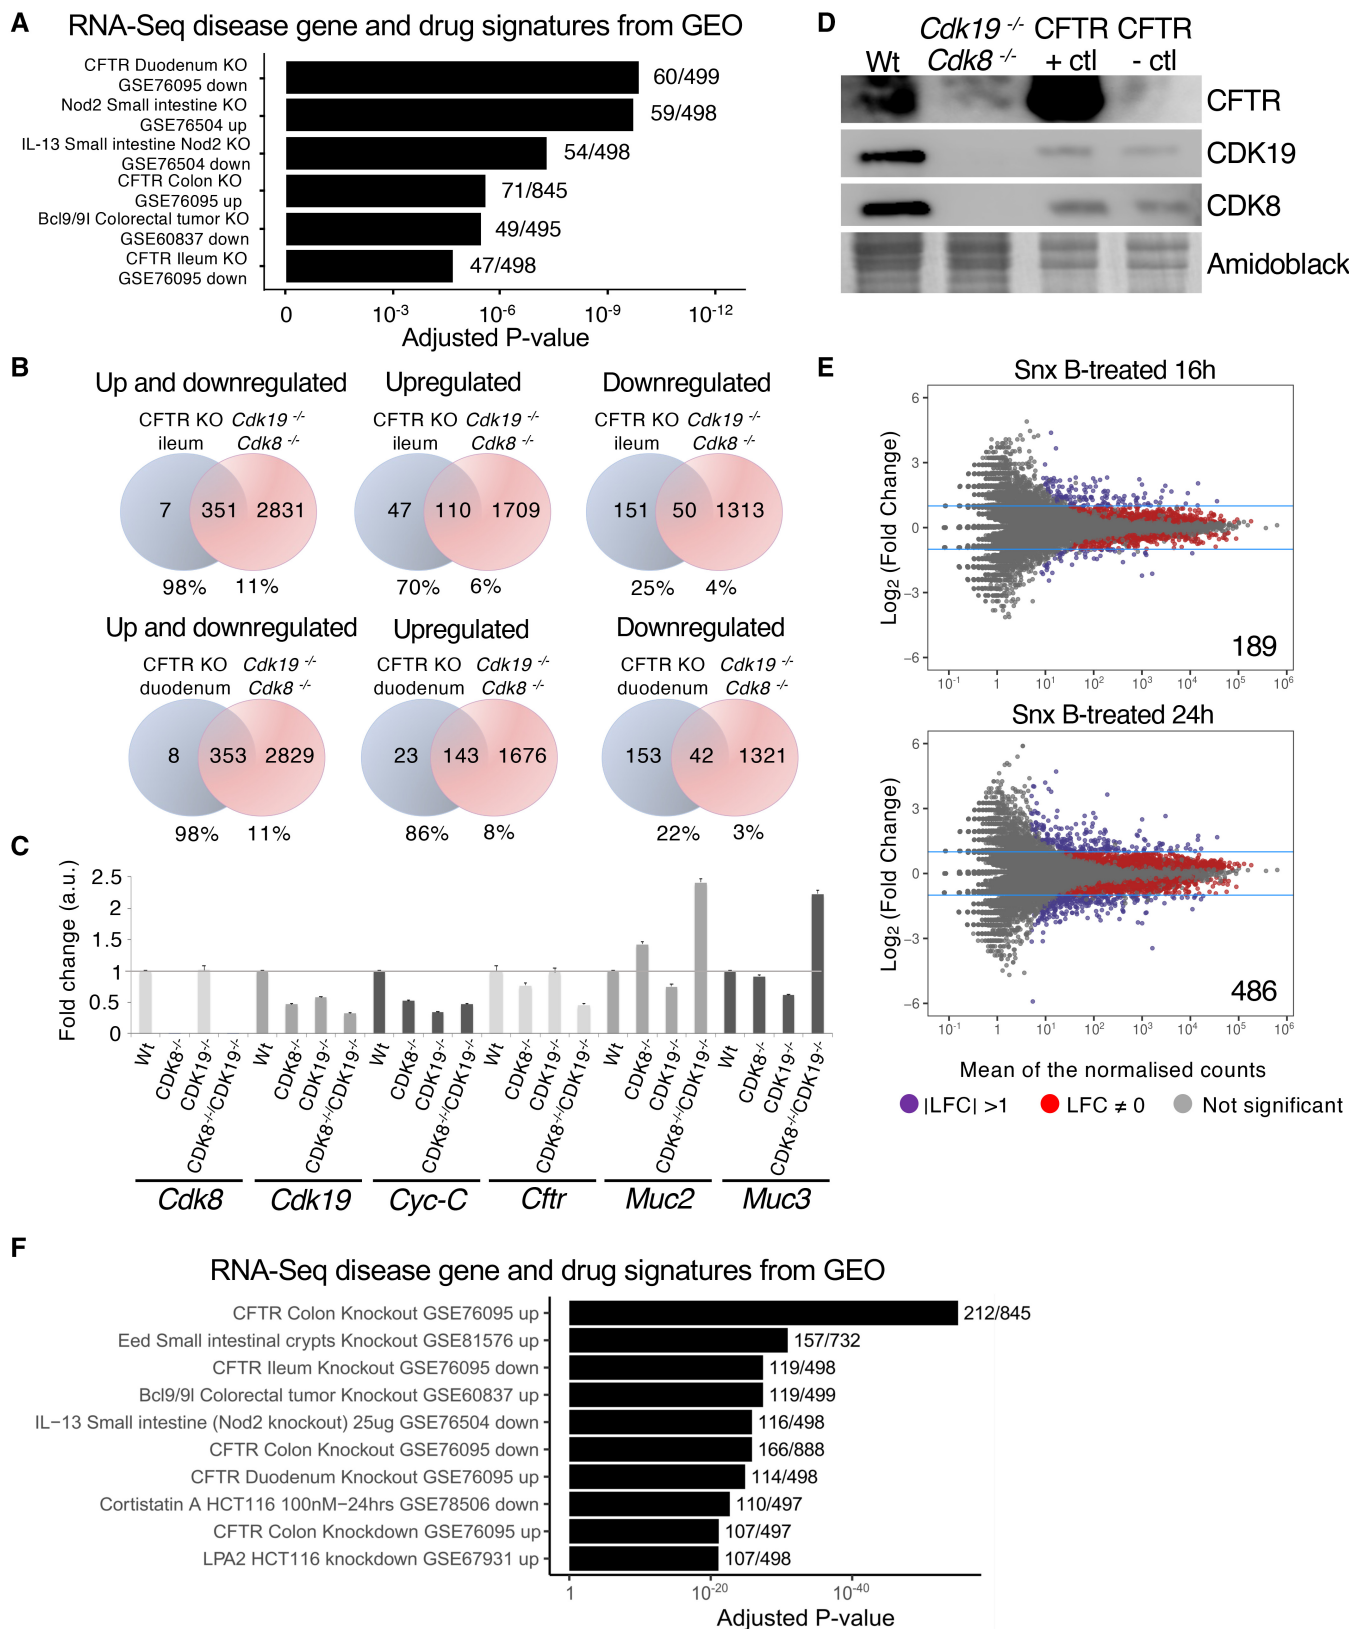 A
RNA-Seq disease gene and drug signatures from GEO
CFTR Duodenum KO
GSE76095 down
60/499
Nod2 Small intestine KO
GSE76504 up
59/498
IL-13 Small intestine Nod2 KO
GSE76504 down
54/498
CFTR Colon KO
GSE76095 up
71/845
Bcl9/9l Colorectal tumor KO
GSE60837 down
49/495
CFTR Ileum KO
GSE76095 down
47/498
0 10-3 10-6 10-9 10-12
Adjusted P-value
B
Up and downregulated
CFTR KO Cdk19 -/-
ileum Cdk8 -/-
7 351 2831
98% 11%
Upregulated
CFTR KO Cdk19 -/-
ileum Cdk8 -/-
47 110 1709
70% 6%
Downregulated
CFTR KO Cdk19 -/-
ileum Cdk8 -/-
151 50 1313
25% 4%
Up and downregulated
CFTR KO Cdk19 -/-
duodenum Cdk8 -/-
8 353 2829
98% 11%
Upregulated
CFTR KO Cdk19 -/-
duodenum Cdk8 -/-
23 143 1676
86% 8%
Downregulated
CFTR KO Cdk19 -/-
duodenum Cdk8 -/-
153 42 1321
22% 3%
C
Fold change (a.u.)
2.5
2
1.5
1
0.5
0
Wt CDK8-/- CDK19-/- CDK8-/-/CDK19-/-
Wt CDK8-/- CDK19-/- CDK8-/-/CDK19-/-
Wt CDK8-/- CDK19-/- CDK8-/-/CDK19-/-
Wt CDK8-/- CDK19-/- CDK8-/-/CDK19-/-
Wt CDK8-/- CDK19-/- CDK8-/-/CDK19-/-
Wt CDK8-/- CDK19-/- CDK8-/-/CDK19-/-
Cdk8 Cdk19 Cyc-C Cftr Muc2 Muc3
D
Cdk19 -/- CFTR CFTR
Wt Cdk8 -/- + ctl - ctl
CFTR
CDK19
CDK8
Amidoblack
E
Snx B-treated 16h
Log2 (Fold Change)
6
3
0
−3
−6
189
10-1 1 101 102 103 104 105 106
Snx B-treated 24h
Log2 (Fold Change)
6
3
0
−3
−6
486
10-1 1 101 102 103 104 105 106
Mean of the normalised counts
|LFC| >1 LFC ≠ 0 Not significant
F
RNA-Seq disease gene and drug signatures from GEO
CFTR Colon Knockout GSE76095 up 212/845
Eed Small intestinal crypts Knockout GSE81576 up 157/732
CFTR Ileum Knockout GSE76095 down 119/498
Bcl9/9l Colorectal tumor Knockout GSE60837 up 119/499
IL−13 Small intestine (Nod2 knockout) 25ug GSE76504 down 116/498
CFTR Colon Knockout GSE76095 down 166/888
CFTR Duodenum Knockout GSE76095 up 114/498
Cortistatin A HCT116 100nM−24hrs GSE78506 down 110/497
CFTR Colon Knockdown GSE76095 up 107/497
LPA2 HCT116 knockdown GSE67931 up 107/498
1 10-20 10-40
Adjusted P-value